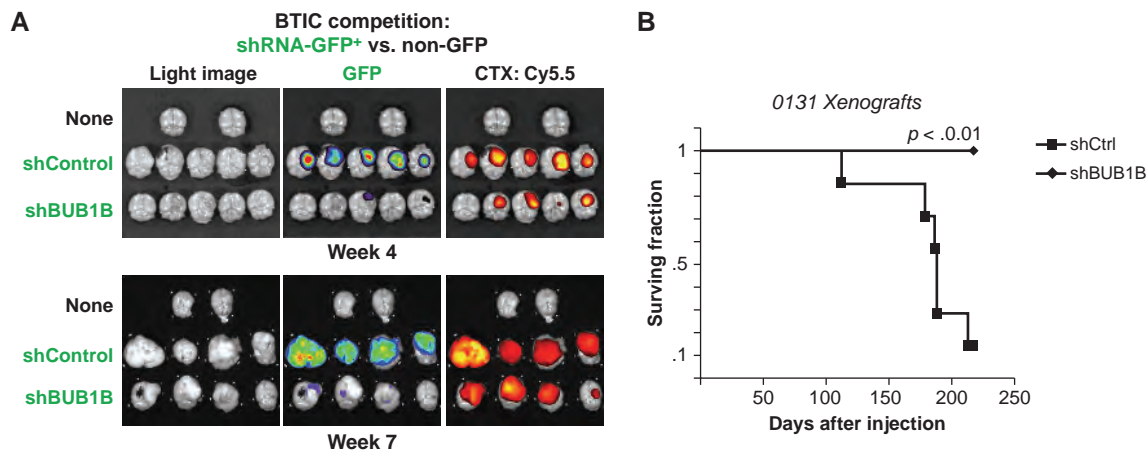 A
BTIC competition:
shRNA-GFP+ vs. non-GFP
Light image
GFP
CTX: Cy5.5
None
shControl
shBUB1B
Week 4
None
shControl
shBUB1B
Week 7
B
0131 Xenografts
p < .0.01
shCtrl
shBUB1B
Surving fraction
1
.5
.1
50
100
150
200
250
Days after injection